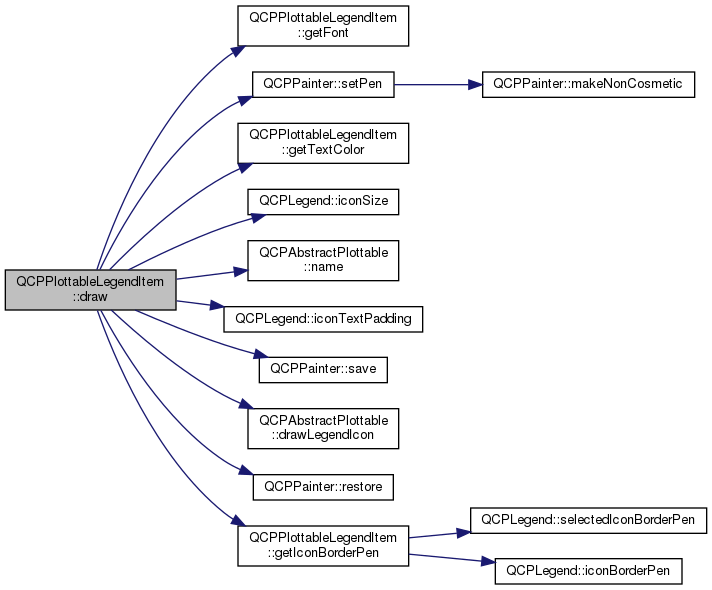 QCPPlottableLegendItem
::draw
QCPPlottableLegendItem
::getFont
QCPPainter::setPen
QCPPainter::makeNonCosmetic
QCPPlottableLegendItem
::getTextColor
QCPLegend::iconSize
QCPAbstractPlottable
::name
QCPLegend::iconTextPadding
QCPPainter::save
QCPAbstractPlottable
::drawLegendIcon
QCPPainter::restore
QCPPlottableLegendItem
::getIconBorderPen
QCPLegend::selectedIconBorderPen
QCPLegend::iconBorderPen